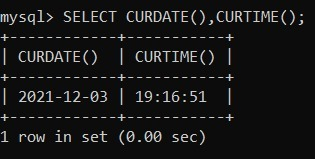 mysql> SELECT CURDATE(),CURTIME();
+------------+-----------+
| CURDATE()  | CURTIME() |
+------------+-----------+
| 2021-12-03 | 19:16:51  |
+------------+-----------+
1 row in set (0.00 sec)